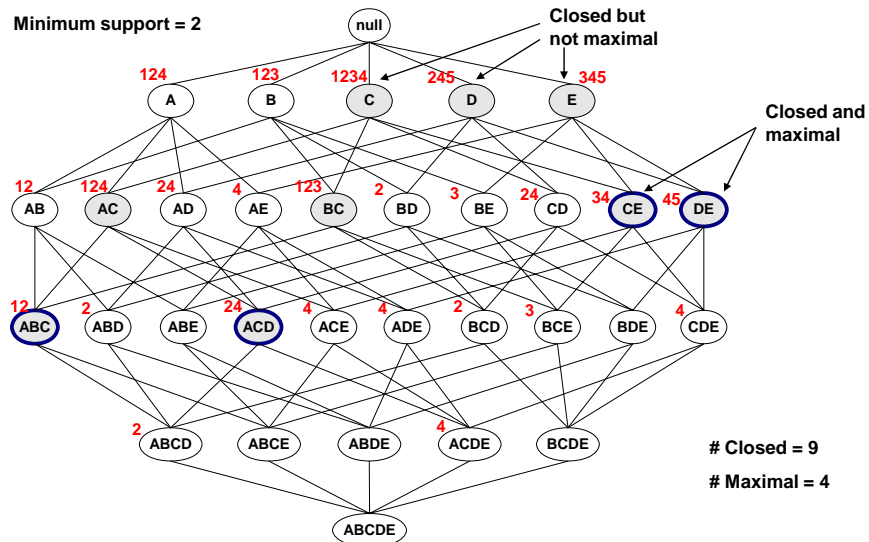 Minimum support = 2
null
Closed but
not maximal
124
123
1234
245
345
A
B
C
D
E
Closed and
maximal
12
124
24
4
123
2
3
24
34
45
AB
AC
AD
AE
BC
BD
BE
CD
CE
DE
12
2
24
4
4
2
3
4
ABC
ABD
ABE
ACD
ACE
ADE
BCD
BCE
BDE
CDE
2
4
ABCD
ABCE
ABDE
ACDE
BCDE
# Closed = 9
# Maximal = 4
ABCDE